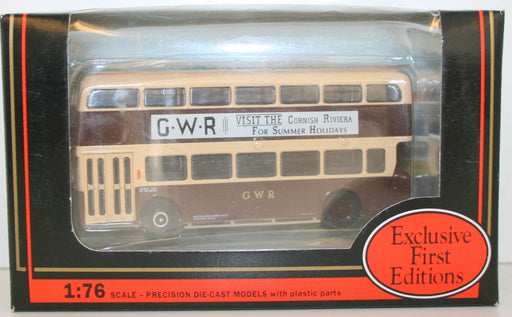 G·W·R
VISIT THE CORNISH RIVIERA
FOR SUMMER HOLIDAYS
GWR
Exclusive
First
Editions
1:76 SCALE – PRECISION DIE-CAST MODELS with plastic parts